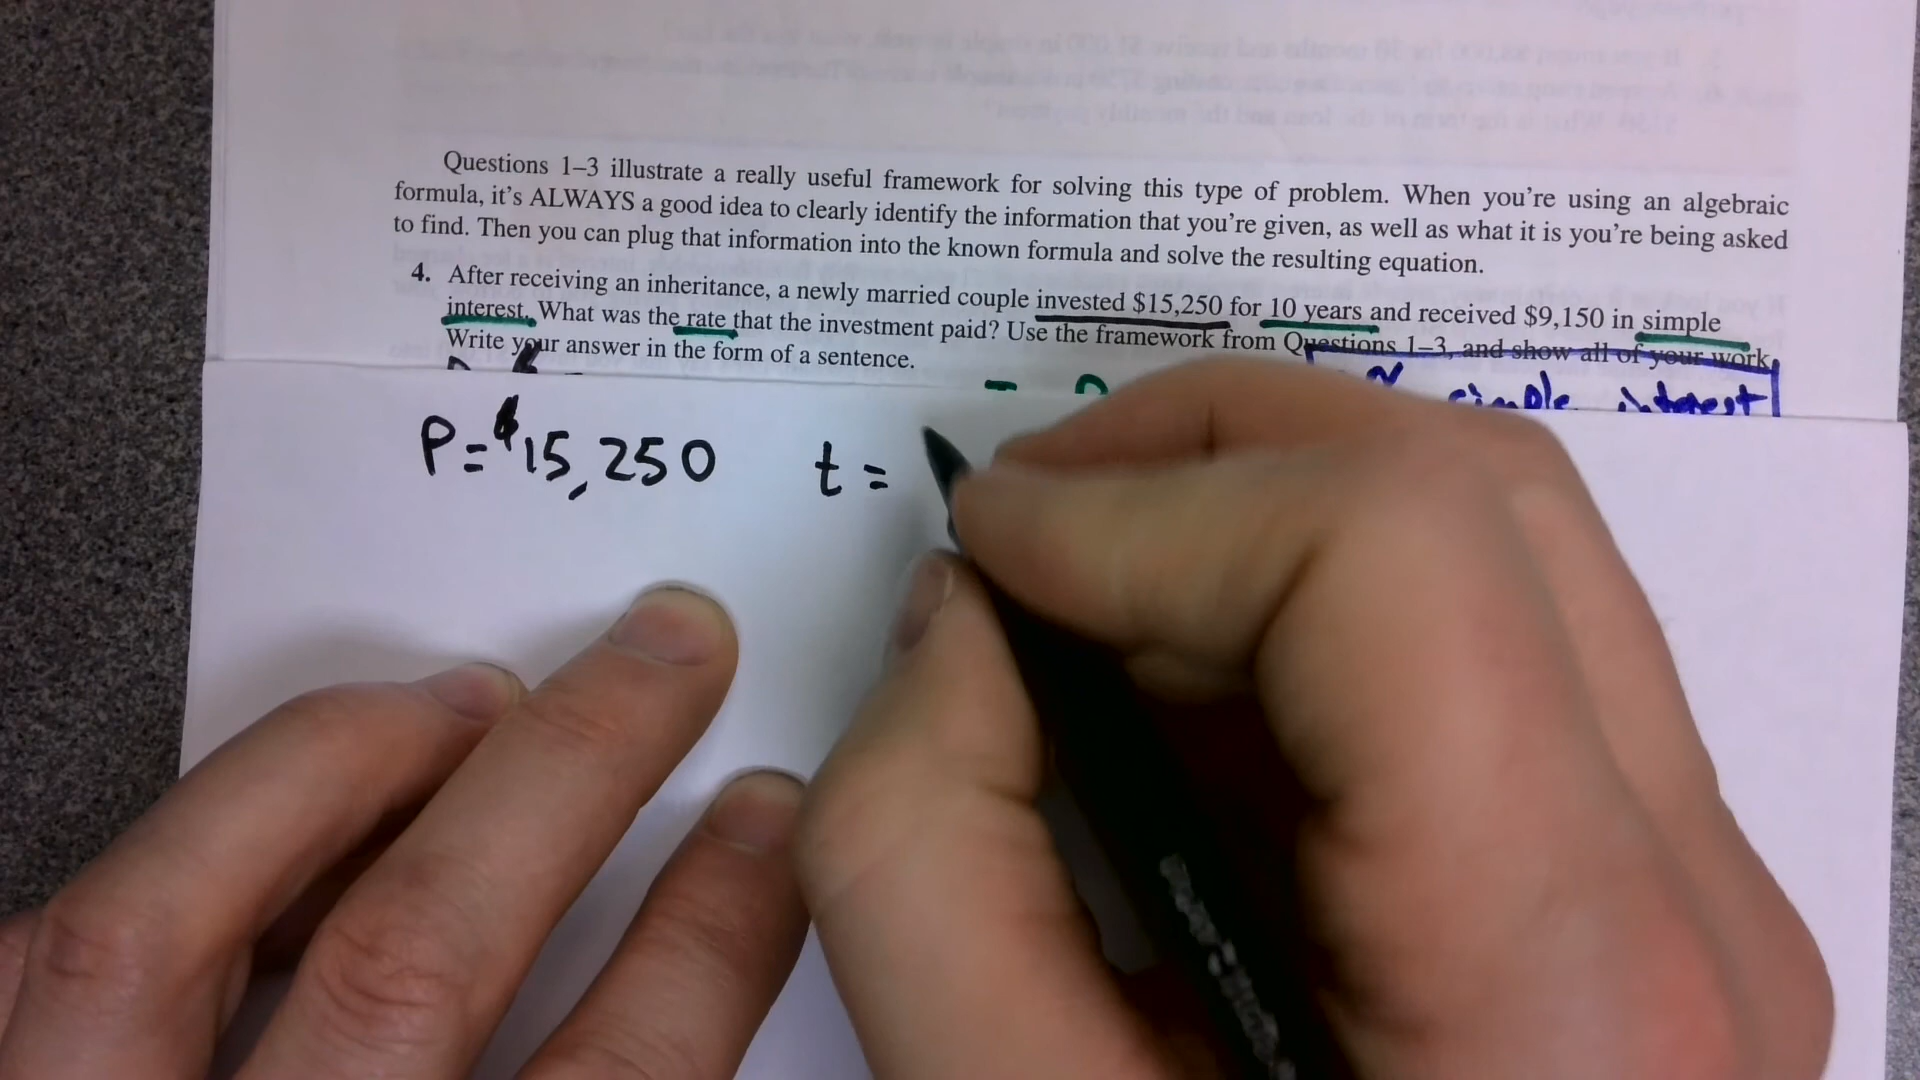 Questions 1–3 illustrate a really useful framework for solving this type of problem. When you're using an algebraic
formula, it's ALWAYS a good idea to clearly identify the information that you're given, as well as what it is you're being asked
to find. Then you can plug that information into the known formula and solve the resulting equation.
4. After receiving an inheritance, a newly married couple invested $15,250 for 10 years and received $9,150 in simple
interest. What was the rate that the investment paid? Use the framework from Questions 1–3, and show all of your work.
Write your answer in the form of a sentence.
simple interest
P=$15,250 t=